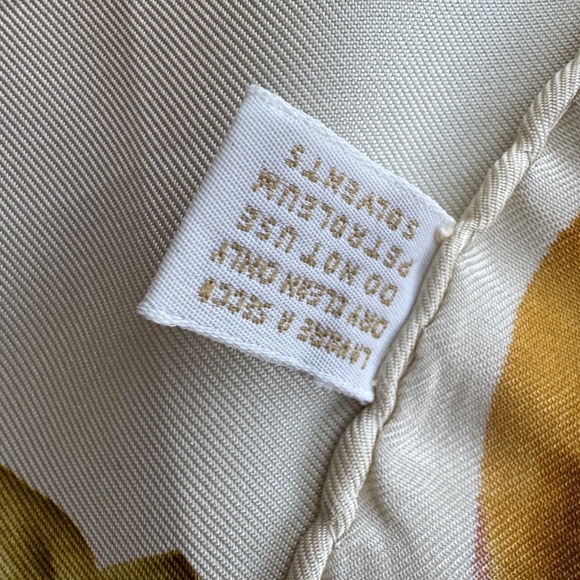 LAVARE A SECCO
DRY CLEAN ONLY
DO NOT USE
PETROLEUM
SOLVENTS